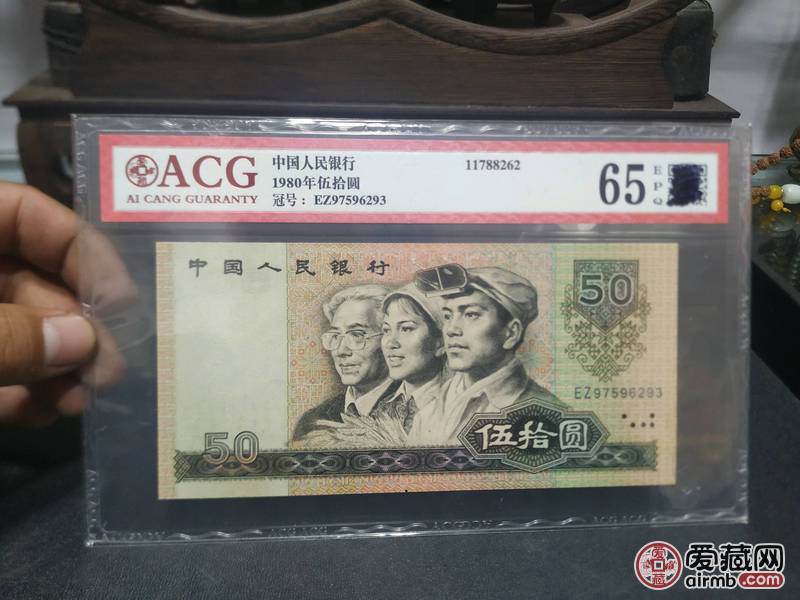 ACG
AI CANG GUARANTY
中国人民银行
1980年伍拾圆
冠号： EZ97596293
11788262
65
EPQ
中国人民银行
50
EZ97596293
50
伍拾圆
爱藏网
airmb.com